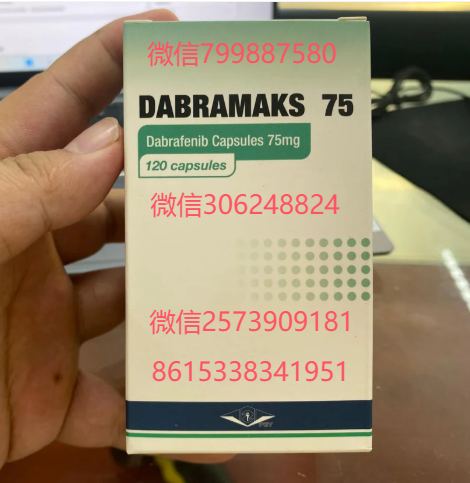 微信799887580
DABRAMAKS 75
Dabrafenib Capsules 75mg
120 capsules
微信306248824
微信2573909181
8615338341951